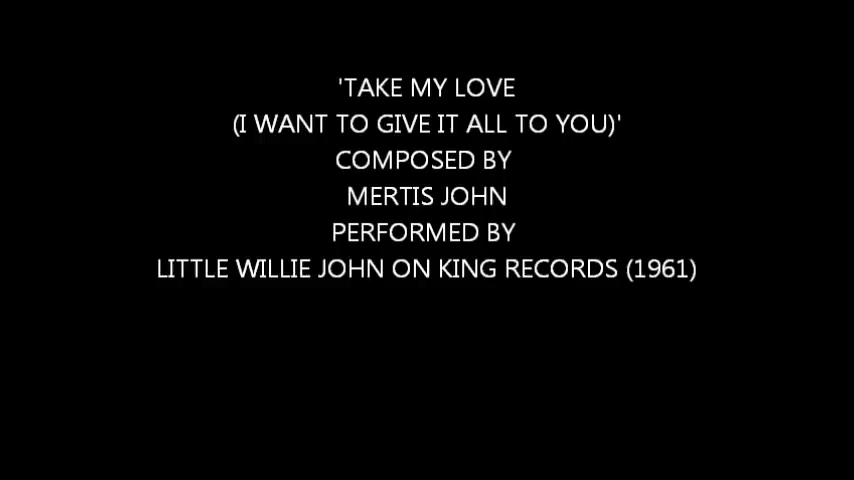 'TAKE MY LOVE
(I WANT TO GIVE IT ALL TO YOU)'
COMPOSED BY
MERTIS JOHN
PERFORMED BY
LITTLE WILLIE JOHN ON KING RECORDS (1961)